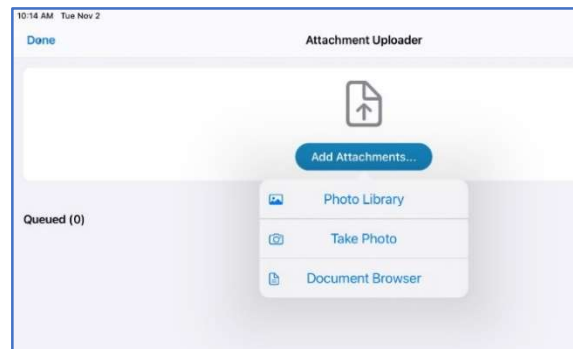 10:14 AM Tue Nov 2
Done
Attachment Uploader
Add Attachments...
Photo Library
Queued (0)
Take Photo
Document Browser